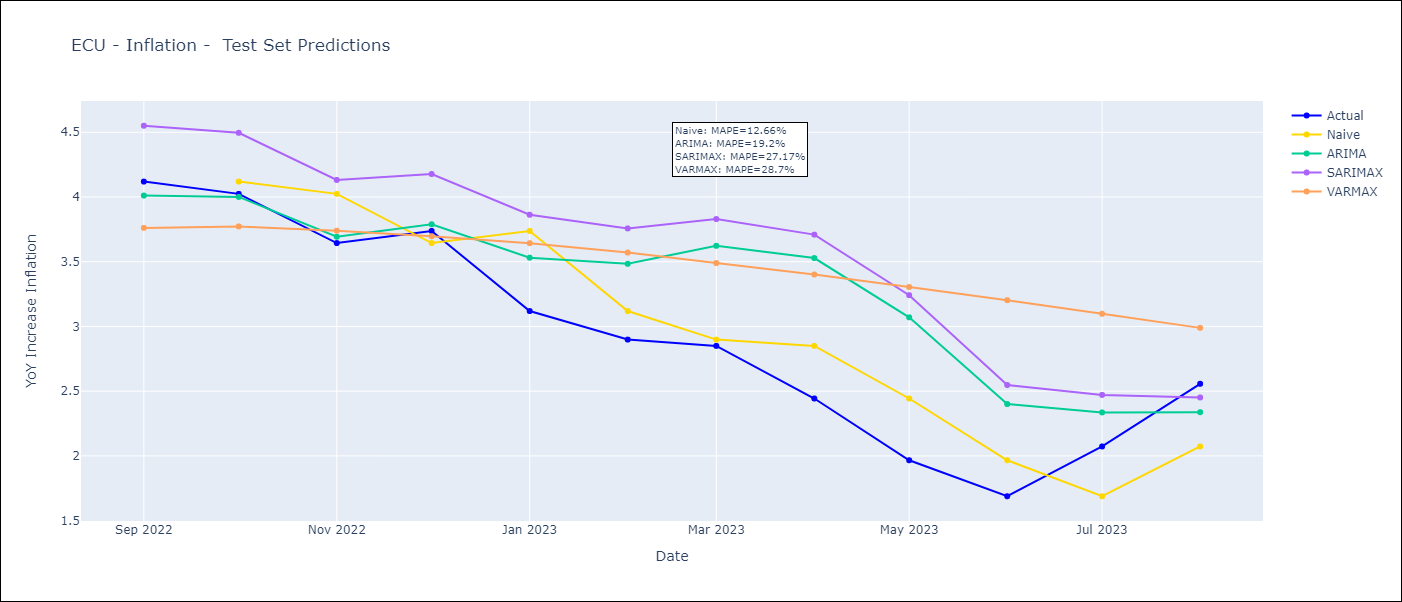 ECU - Inflation -  Test Set Predictions
Naive: MAPE=12.66%
ARIMA: MAPE=19.2%
SARIMAX: MAPE=27.17%
VARMAX: MAPE=28.7%
Actual
Naive
ARIMA
SARIMAX
VARMAX
YoY Increase Inflation
4.5
4
3.5
3
2.5
2
1.5
Sep 2022
Nov 2022
Jan 2023
Mar 2023
May 2023
Jul 2023
Date